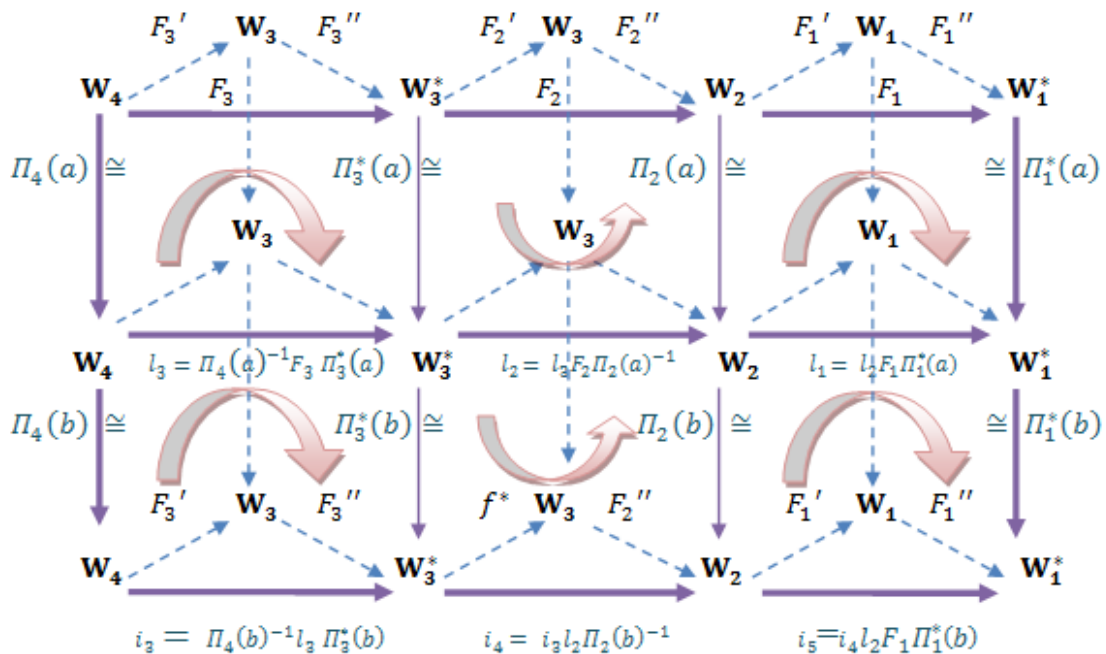 F₃′ W₃ F₃″ F₂′ W₃ F₂″ F₁′ W₁ F₁″
W₄ F₃ W₃* F₂ W₂ F₁ W₁*
Π₄(a) ≅ Π₃*(a) ≅ Π₂(a) ≅ ≅ Π₁*(a)
W₃ W₃ W₁
W₄ l₃ = Π₄(a)⁻¹F₃ Π₃*(a) W₃* l₂ = l₃F₂Π₂(a)⁻¹ W₂ l₁ = l₂F₁Π₁*(a) W₁*
Π₄(b) ≅ Π₃*(b) ≅ Π₂(b) ≅ ≅ Π₁*(b)
F₃′ W₃ F₃″ f* W₃ F₂″ F₁′ W₁ F₁″
W₄ W₃* W₂ W₁*
i₃ = Π₄(b)⁻¹l₃ Π₃*(b) i₄ = i₃l₂Π₂(b)⁻¹ i₅=i₄l₂F₁Π₁*(b)